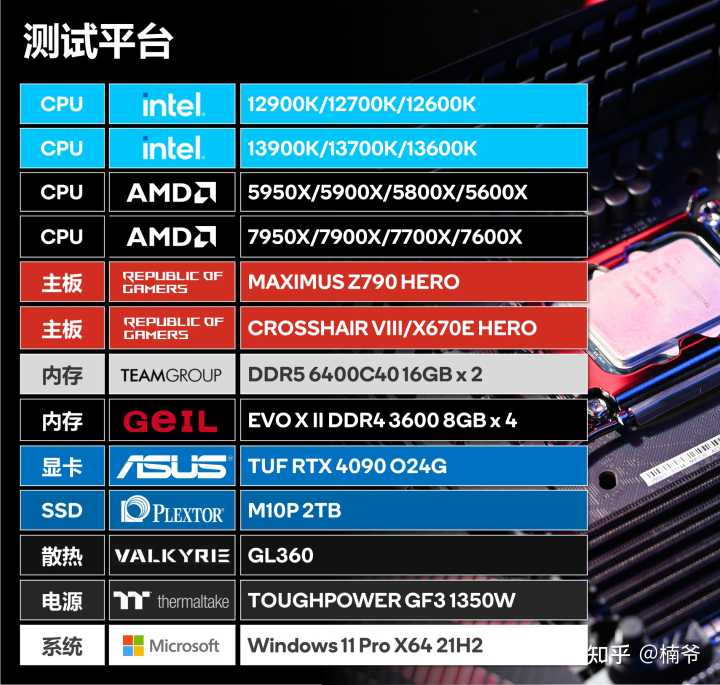 测试平台
CPU intel 12900K/12700K/12600K
CPU intel 13900K/13700K/13600K
CPU AMD 5950X/5900X/5800X/5600X
CPU AMD 7950X/7900X/7700X/7600X
主板 REPUBLIC OF GAMERS MAXIMUS Z790 HERO
主板 REPUBLIC OF GAMERS CROSSHAIR VIII/X670E HERO
内存 TEAMGROUP DDR5 6400C40 16GB x 2
内存 GEIL EVO X II DDR4 3600 8GB x 4
显卡 ASUS TUF RTX 4090 O24G
SSD PLEXTOR M10P 2TB
散热 VALKYRIE GL360
电源 thermaltake TOUGHPOWER GF3 1350W
系统 Microsoft Windows 11 Pro X64 21H2
知乎 @楠爷